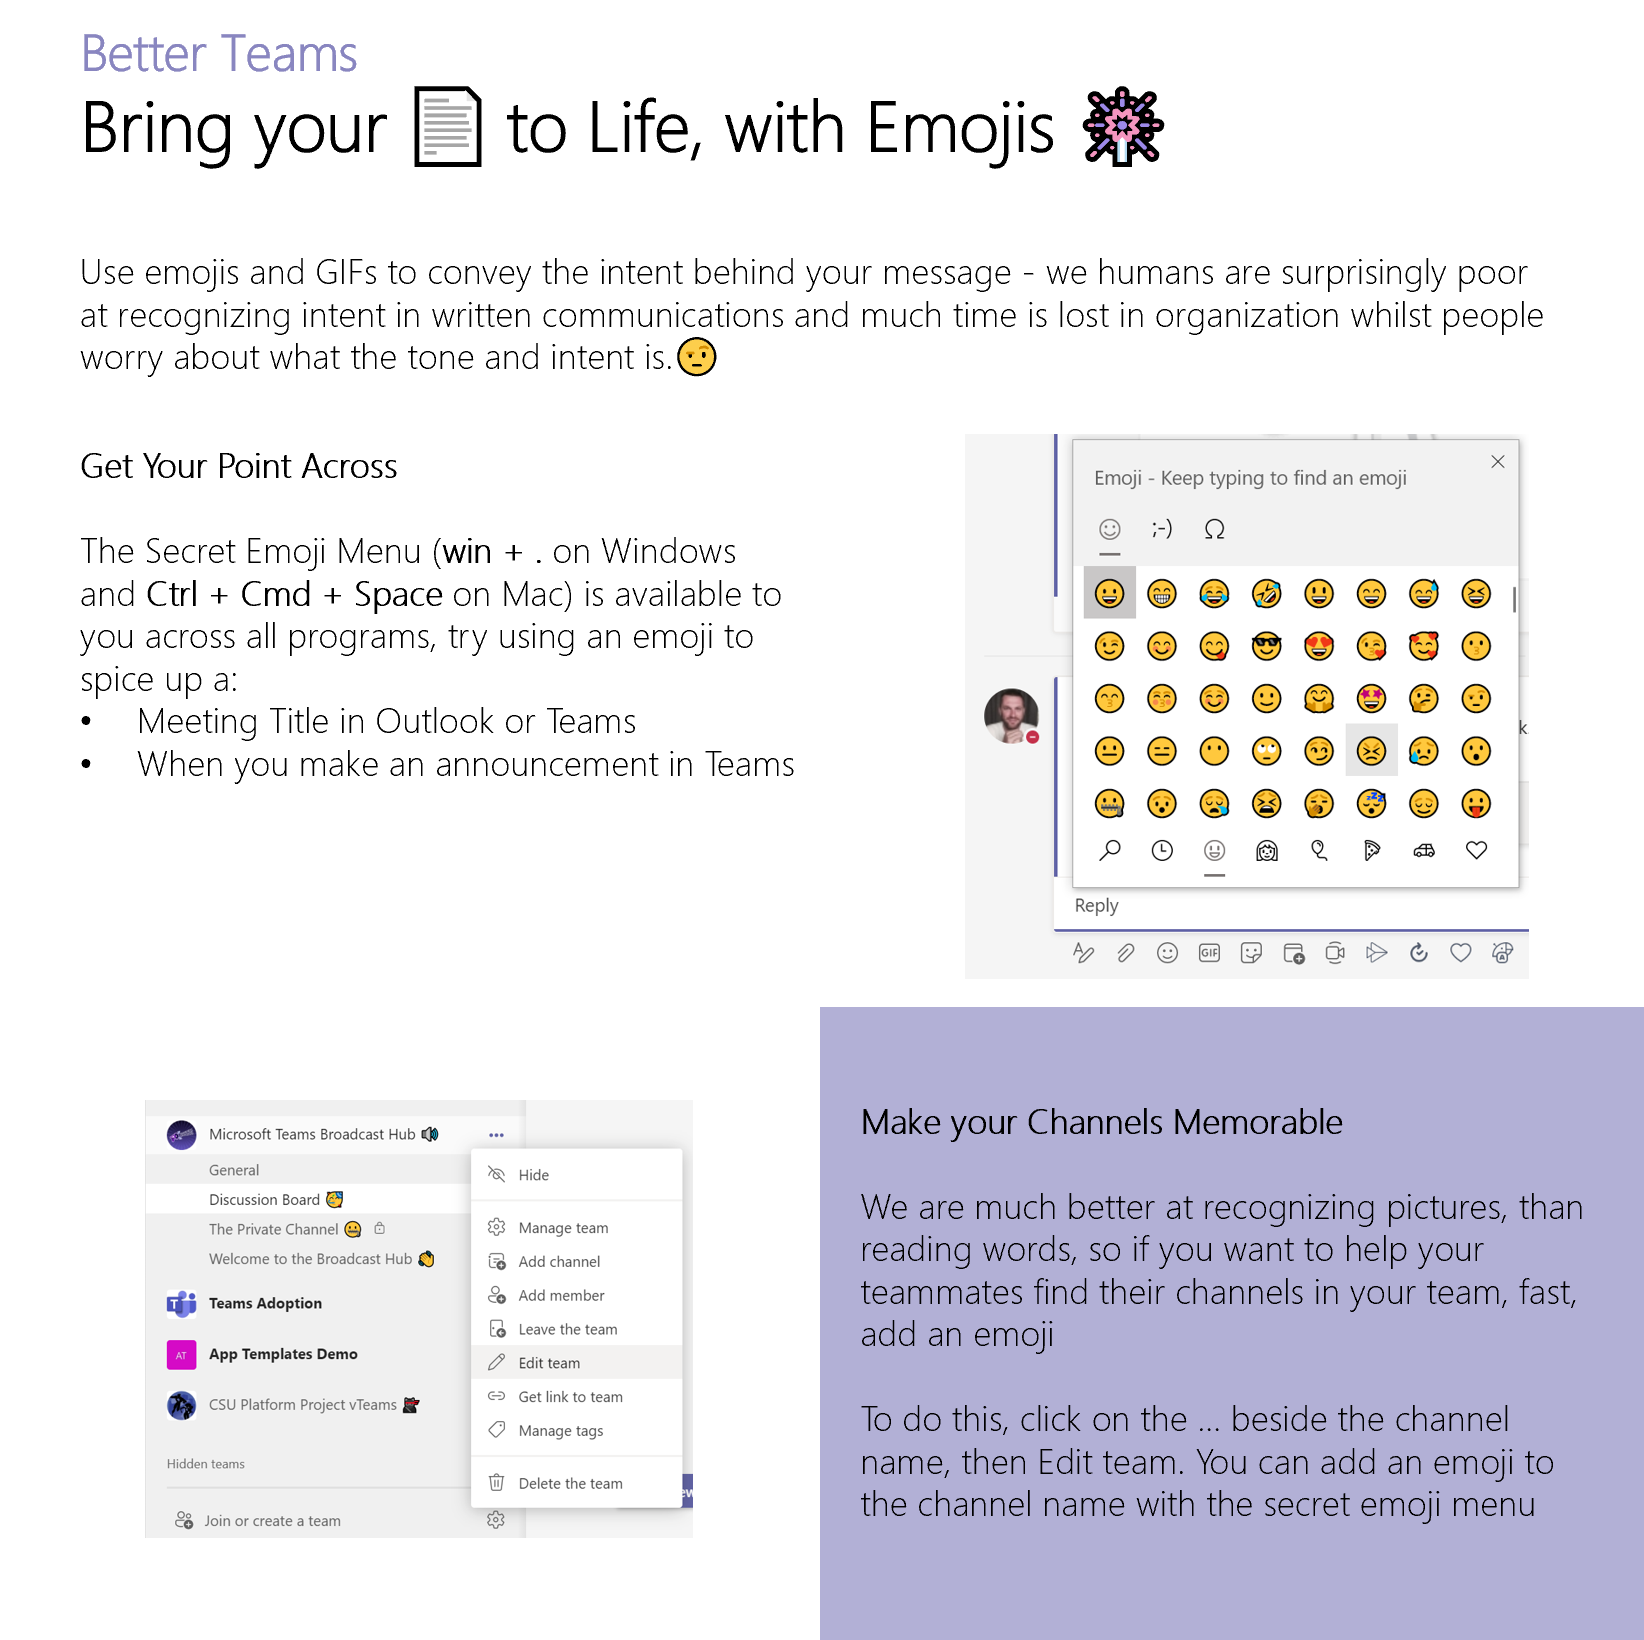 Better Teams
Bring your 📄 to Life, with Emojis 🎇
Use emojis and GIFs to convey the intent behind your message - we humans are surprisingly poor
at recognizing intent in written communications and much time is lost in organization whilst people
worry about what the tone and intent is.🤨
Get Your Point Across
The Secret Emoji Menu (win + . on Windows
and Ctrl + Cmd + Space on Mac) is available to
you across all programs, try using an emoji to
spice up a:
• Meeting Title in Outlook or Teams
• When you make an announcement in Teams
Emoji - Keep typing to find an emoji
;-) Ω
k.
Reply
GIF
Microsoft Teams Broadcast Hub 🔊 ...
General
Discussion Board 🥳
The Private Channel 🤐
Welcome to the Broadcast Hub 👋
Teams Adoption
AT App Templates Demo
CSU Platform Project vTeams
Hidden teams
Join or create a team
Hide
Manage team
Add channel
Add member
Leave the team
Edit team
Get link to team
Manage tags
Delete the team
Make your Channels Memorable
We are much better at recognizing pictures, than
reading words, so if you want to help your
teammates find their channels in your team, fast,
add an emoji
To do this, click on the ... beside the channel
name, then Edit team. You can add an emoji to
the channel name with the secret emoji menu